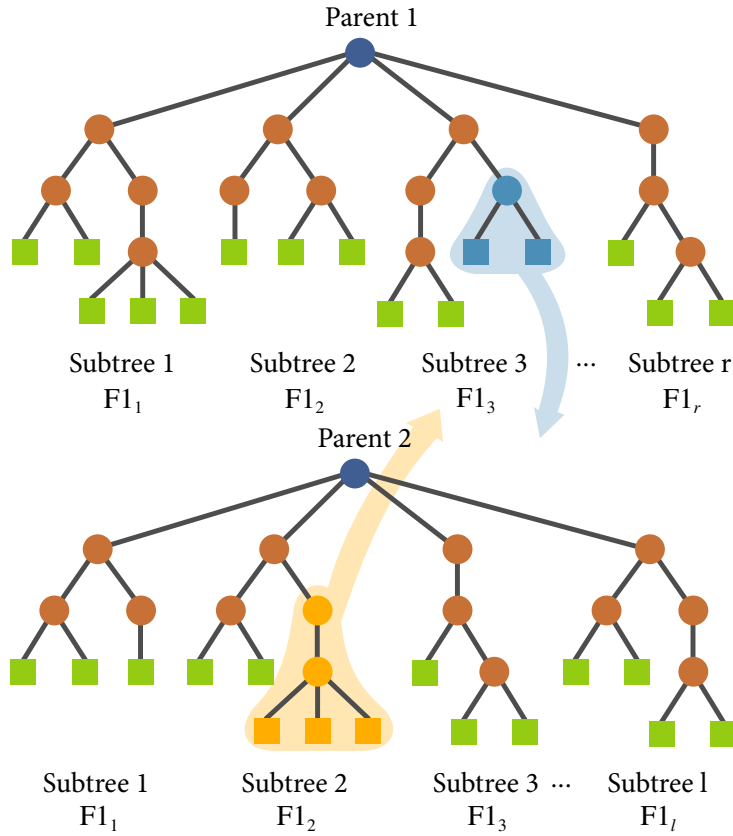 Parent 1
Subtree 1 Subtree 2 Subtree 3 ... Subtree r
F1₁ F1₂ F1₃ F1ᵣ
Parent 2
Subtree 1 Subtree 2 Subtree 3 ... Subtree l
F1₁ F1₂ F1₃ F1ₗ